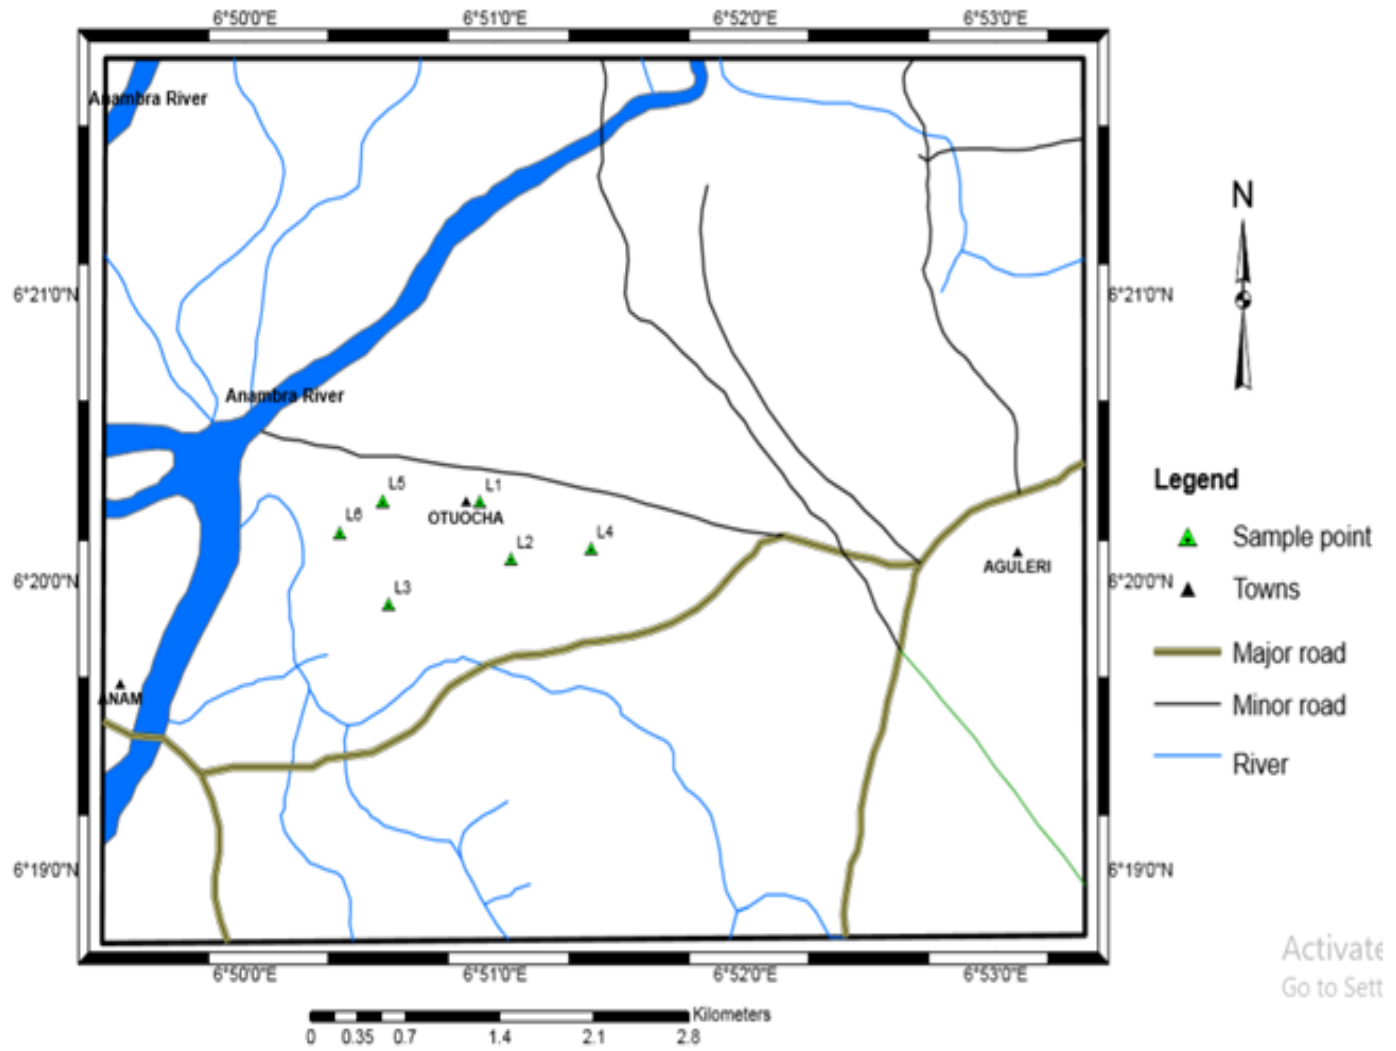 6°50'0"E 6°51'0"E 6°52'0"E 6°53'0"E
Anambra River
N
6°21'0"N 6°21'0"N
Anambra River
Legend
L5 L1
OTUOCHA
L6
L2 L4
Sample point
AGULERI
6°20'0"N 6°20'0"N
Towns
L3
Major road
ANAM
Minor road
River
6°19'0"N 6°19'0"N
Activate
Go to Sett
6°50'0"E 6°51'0"E 6°52'0"E 6°53'0"E
Kilometers
0 0.35 0.7 1.4 2.1 2.8